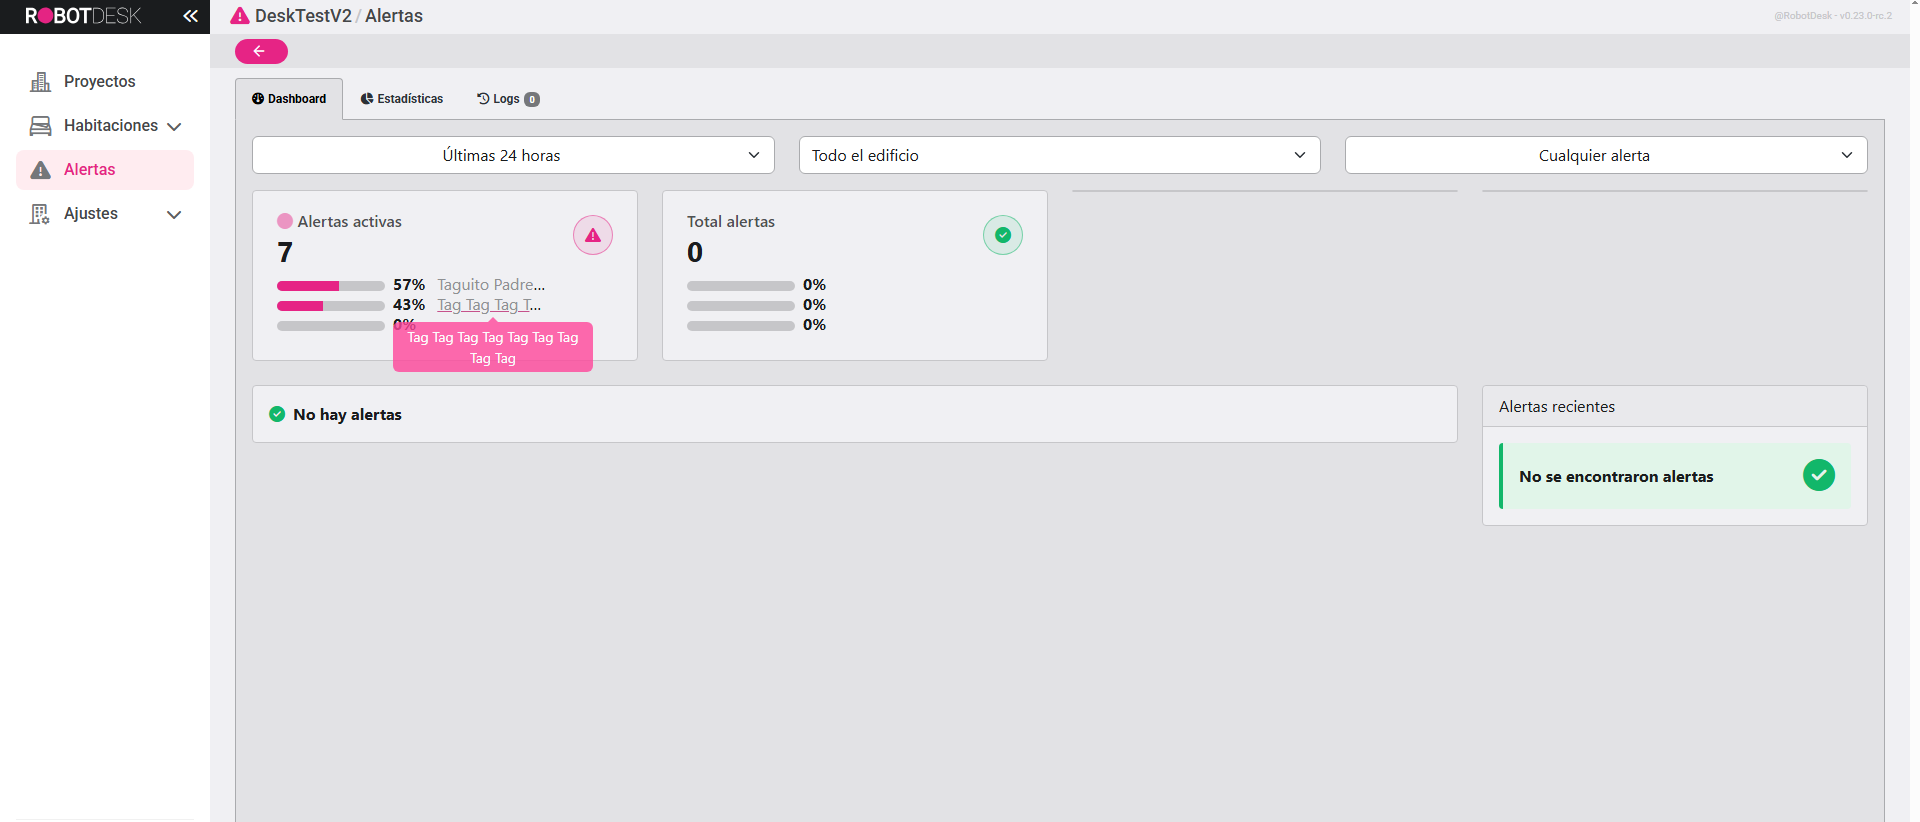 ROBOTDESK
DeskTestV2 / Alertas
@RobotDesk - v0.23.0-rc.2
Proyectos
Habitaciones
Alertas
Ajustes
Dashboard
Estadísticas
Logs 0
Últimas 24 horas
Todo el edificio
Cualquier alerta
Alertas activas
7
57% Taguito Padre...
43% Tag Tag Tag T...
0%
Tag Tag Tag Tag Tag Tag Tag
Tag Tag
Total alertas
0
0%
0%
0%
No hay alertas
Alertas recientes
No se encontraron alertas